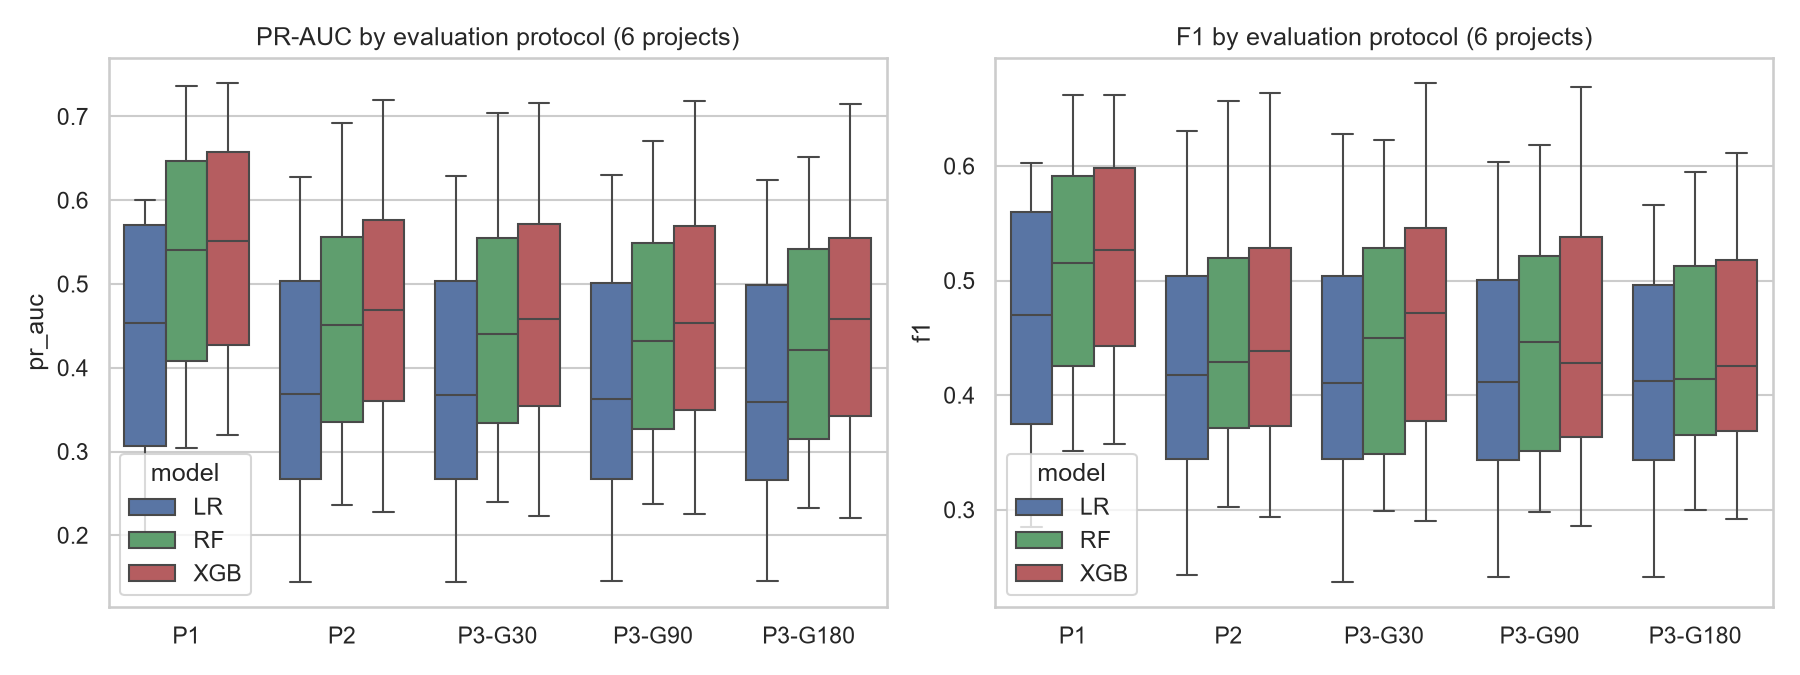 PR-AUC by evaluation protocol (6 projects)
pr_auc
0.7
0.6
0.5
0.4
0.3
0.2
model
LR
RF
XGB
P1 P2 P3-G30 P3-G90 P3-G180
F1 by evaluation protocol (6 projects)
f1
0.6
0.5
0.4
0.3
model
LR
RF
XGB
P1 P2 P3-G30 P3-G90 P3-G180